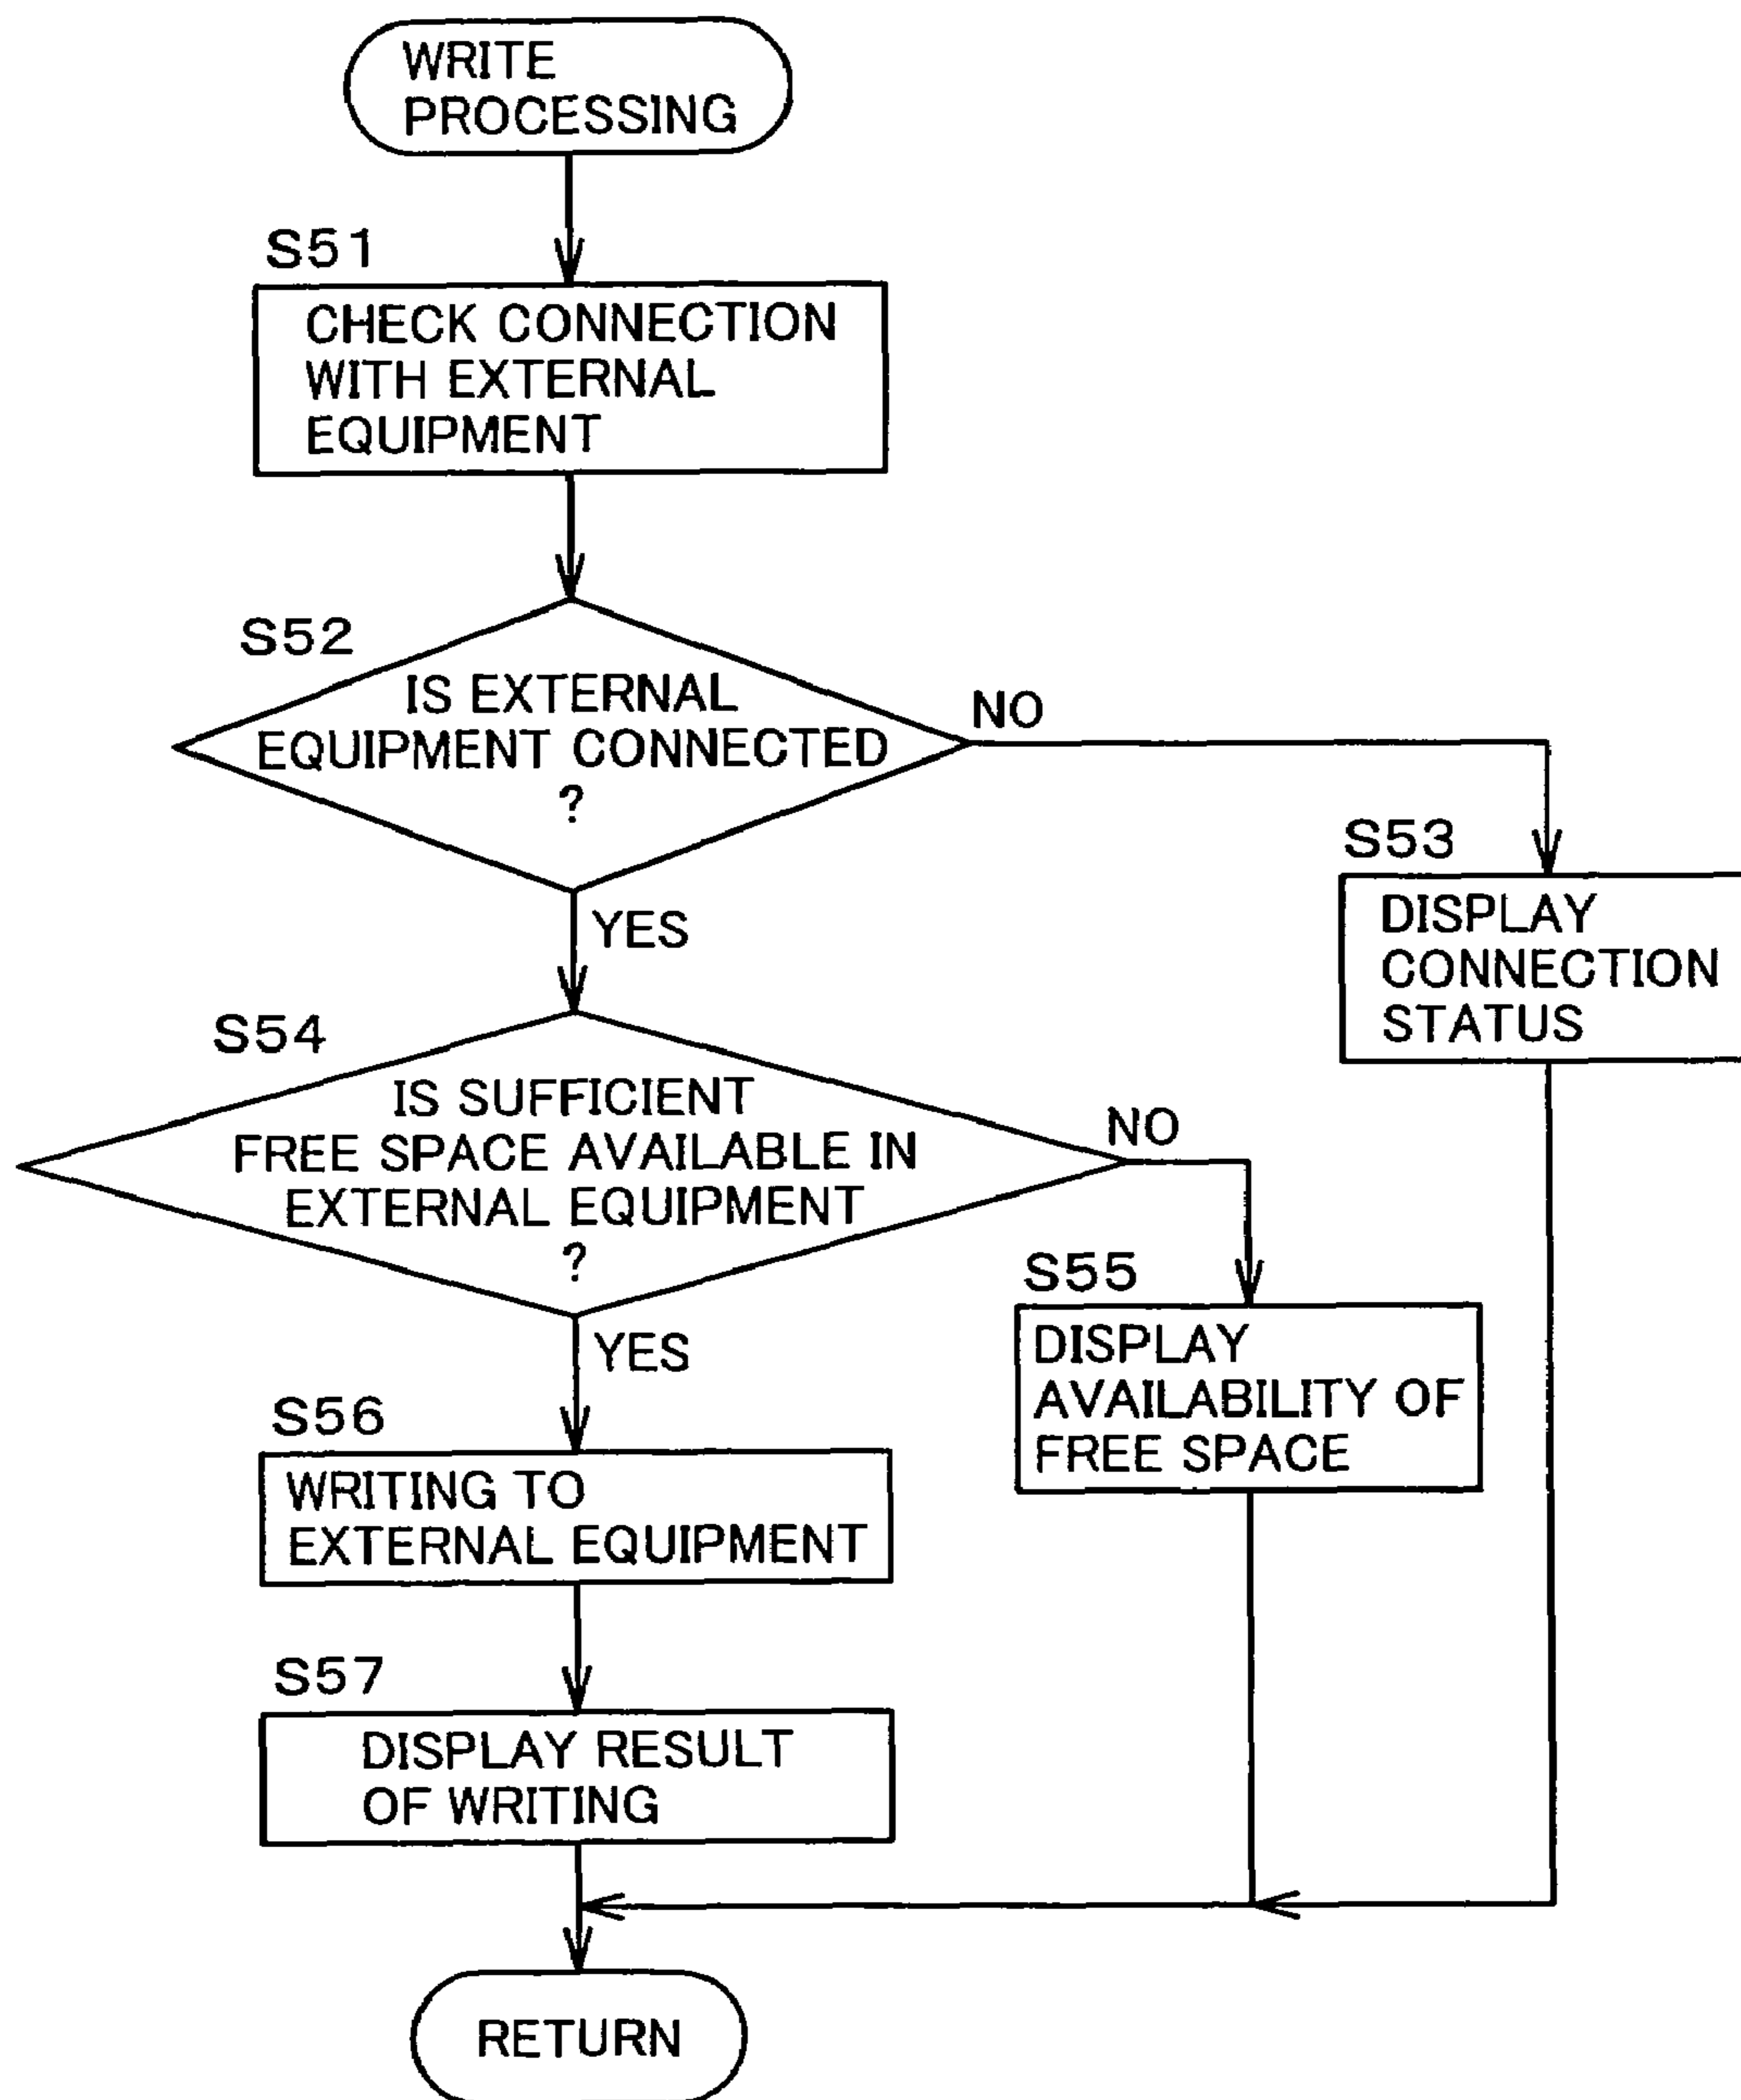 WRITE
PROCESSING
S51
CHECK CONNECTION
WITH EXTERNAL
EQUIPMENT
S52
IS EXTERNAL
EQUIPMENT CONNECTED
?
NO
YES
S53
DISPLAY
CONNECTION
STATUS
S54
IS SUFFICIENT
FREE SPACE AVAILABLE IN
EXTERNAL EQUIPMENT
?
NO
YES
S55
DISPLAY
AVAILABILITY OF
FREE SPACE
S56
WRITING TO
EXTERNAL EQUIPMENT
S57
DISPLAY RESULT
OF WRITING
RETURN